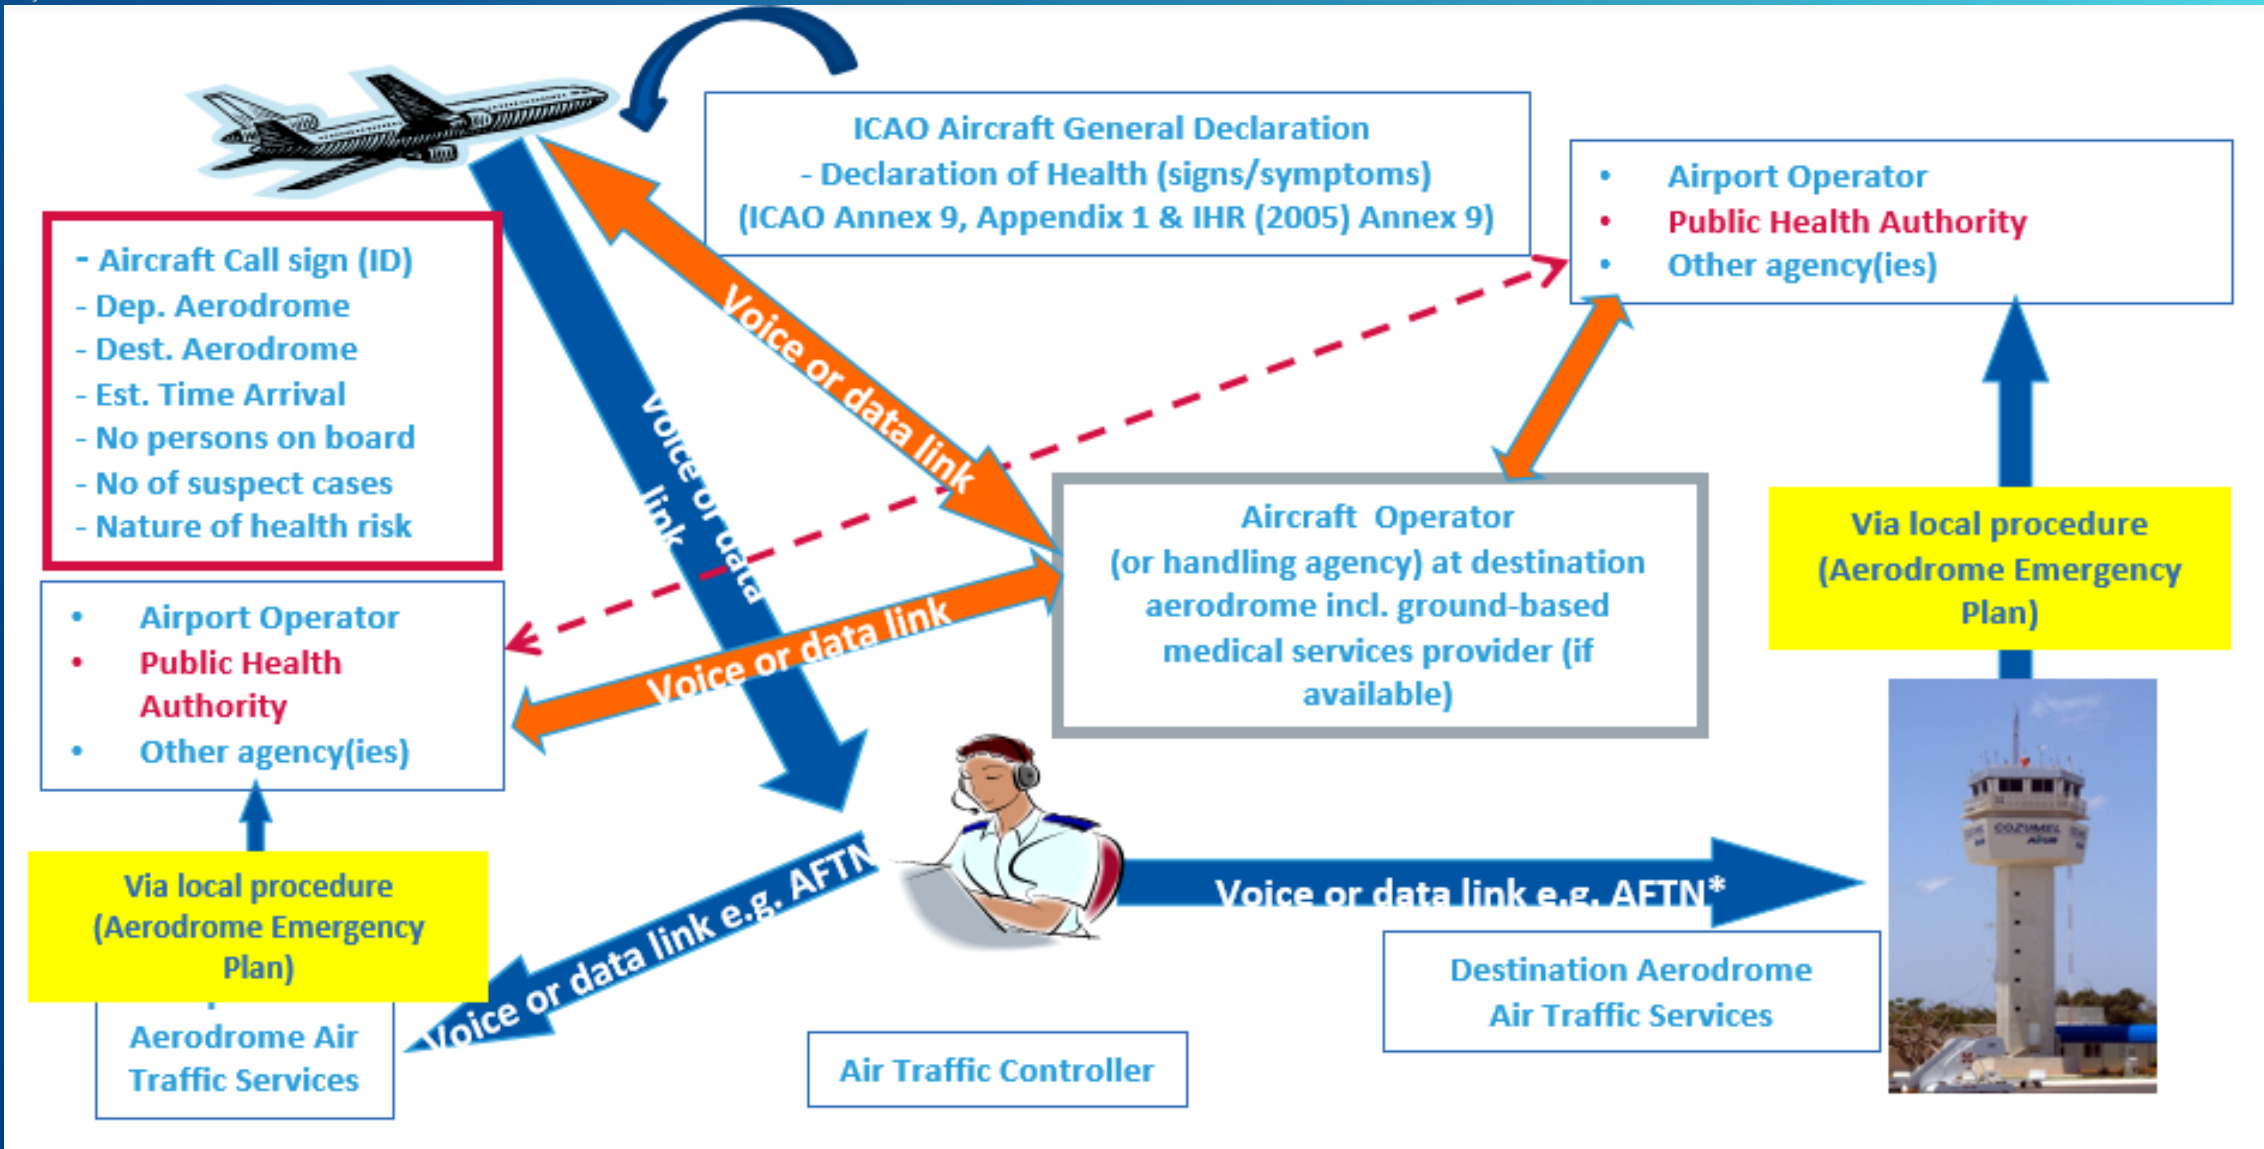 ICAO Aircraft General Declaration
- Declaration of Health (signs/symptoms)
(ICAO Annex 9, Appendix 1 & IHR (2005) Annex 9)
• Airport Operator
• Public Health Authority
• Other agency(ies)
- Aircraft Call sign (ID)
- Dep. Aerodrome
- Dest. Aerodrome
- Est. Time Arrival
- No persons on board
- No of suspect cases
- Nature of health risk
Voice or data link
Voice or data
link
Voice or data link
Aircraft Operator
(or handling agency) at destination
aerodrome incl. ground-based
medical services provider (if
available)
Via local procedure
(Aerodrome Emergency
Plan)
• Airport Operator
• Public Health
Authority
• Other agency(ies)
Via local procedure
(Aerodrome Emergency
Plan)
Aerodrome Air
Traffic Services
Voice or data link e.g. AFTN
Voice or data link e.g. AFTN*
Air Traffic Controller
Destination Aerodrome
Air Traffic Services
COZUMEL